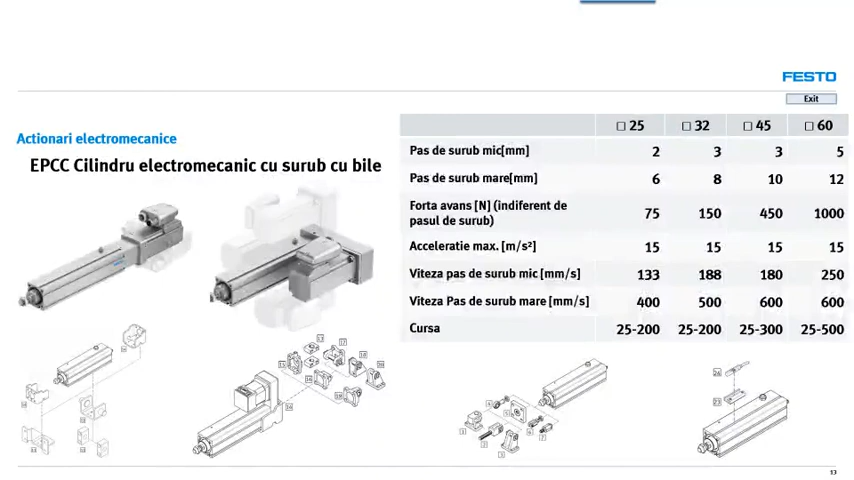 FESTO
Exit
Actionari electromecanice
EPCC Cilindru electromecanic cu surub cu bile
□ 25 □ 32 □ 45 □ 60
Pas de surub mic[mm] 2 3 3 5
Pas de surub mare[mm] 6 8 10 12
Forta avans [N] (indiferent de
pasul de surub) 75 150 450 1000
Acceleratie max. [m/s²] 15 15 15 15
Viteza pas de surub mic [mm/s] 133 188 180 250
Viteza Pas de surub mare [mm/s] 400 500 600 600
Cursa 25-200 25-200 25-300 25-500
13